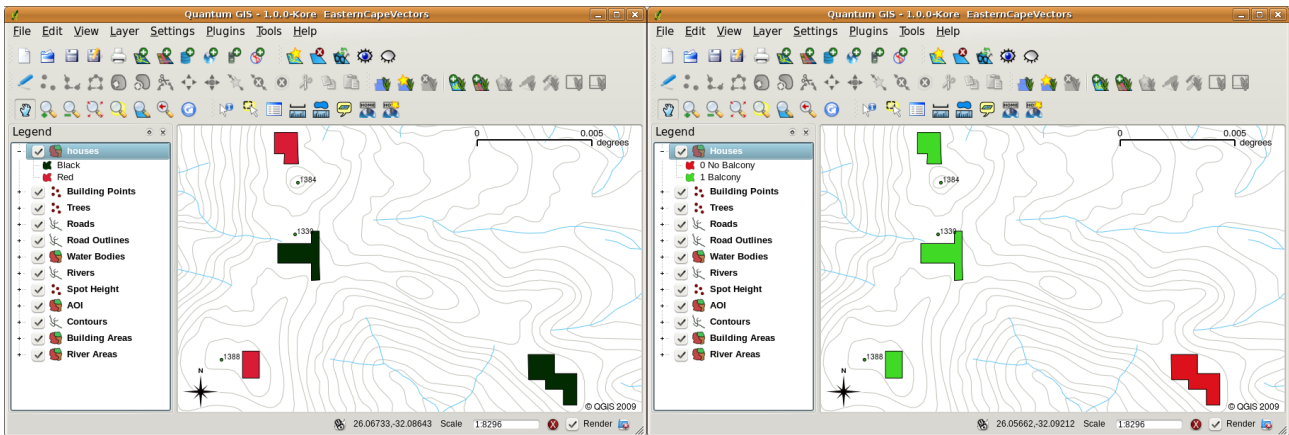 Quantum GIS - 1.0.0-Kore EasternCapeVectors
File Edit View Layer Settings Plugins Tools Help
Legend
houses
Black
Red
Building Points
Trees
Roads
Road Outlines
Water Bodies
Rivers
Spot Height
AOI
Contours
Building Areas
River Areas
0 0.005
degrees
1384
1339
1388
N
© QGIS 2009
26.06733,-32.08643 Scale 1:8296 Render
Quantum GIS - 1.0.0-Kore EasternCapeVectors
File Edit View Layer Settings Plugins Tools Help
Legend
Houses
0 No Balcony
1 Balcony
Building Points
Trees
Roads
Road Outlines
Water Bodies
Rivers
Spot Height
AOI
Contours
Building Areas
River Areas
0 0.005
degrees
1384
1339
1388
N
© QGIS 2009
26.05662,-32.09212 Scale 1:8296 Render